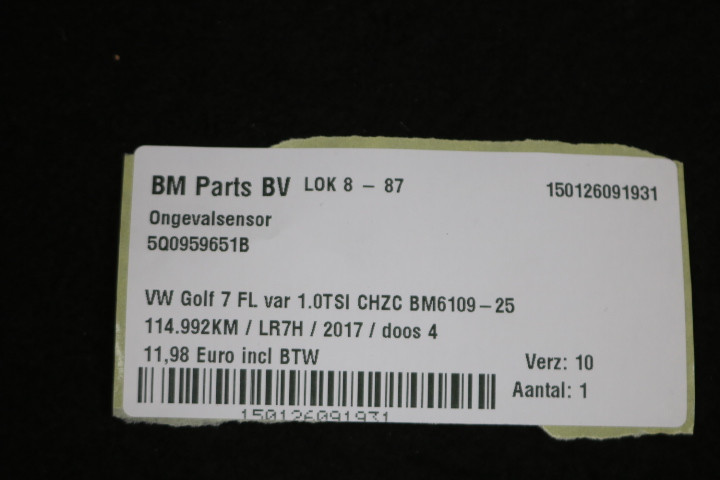 BM Parts BV LOK 8 - 87 150126091931
Ongevalsensor
5Q0959651B
VW Golf 7 FL var 1.0TSI CHZC BM6109-25
114.992KM / LR7H / 2017 / doos 4
11,98 Euro incl BTW
Verz: 10
Aantal: 1
150126091931